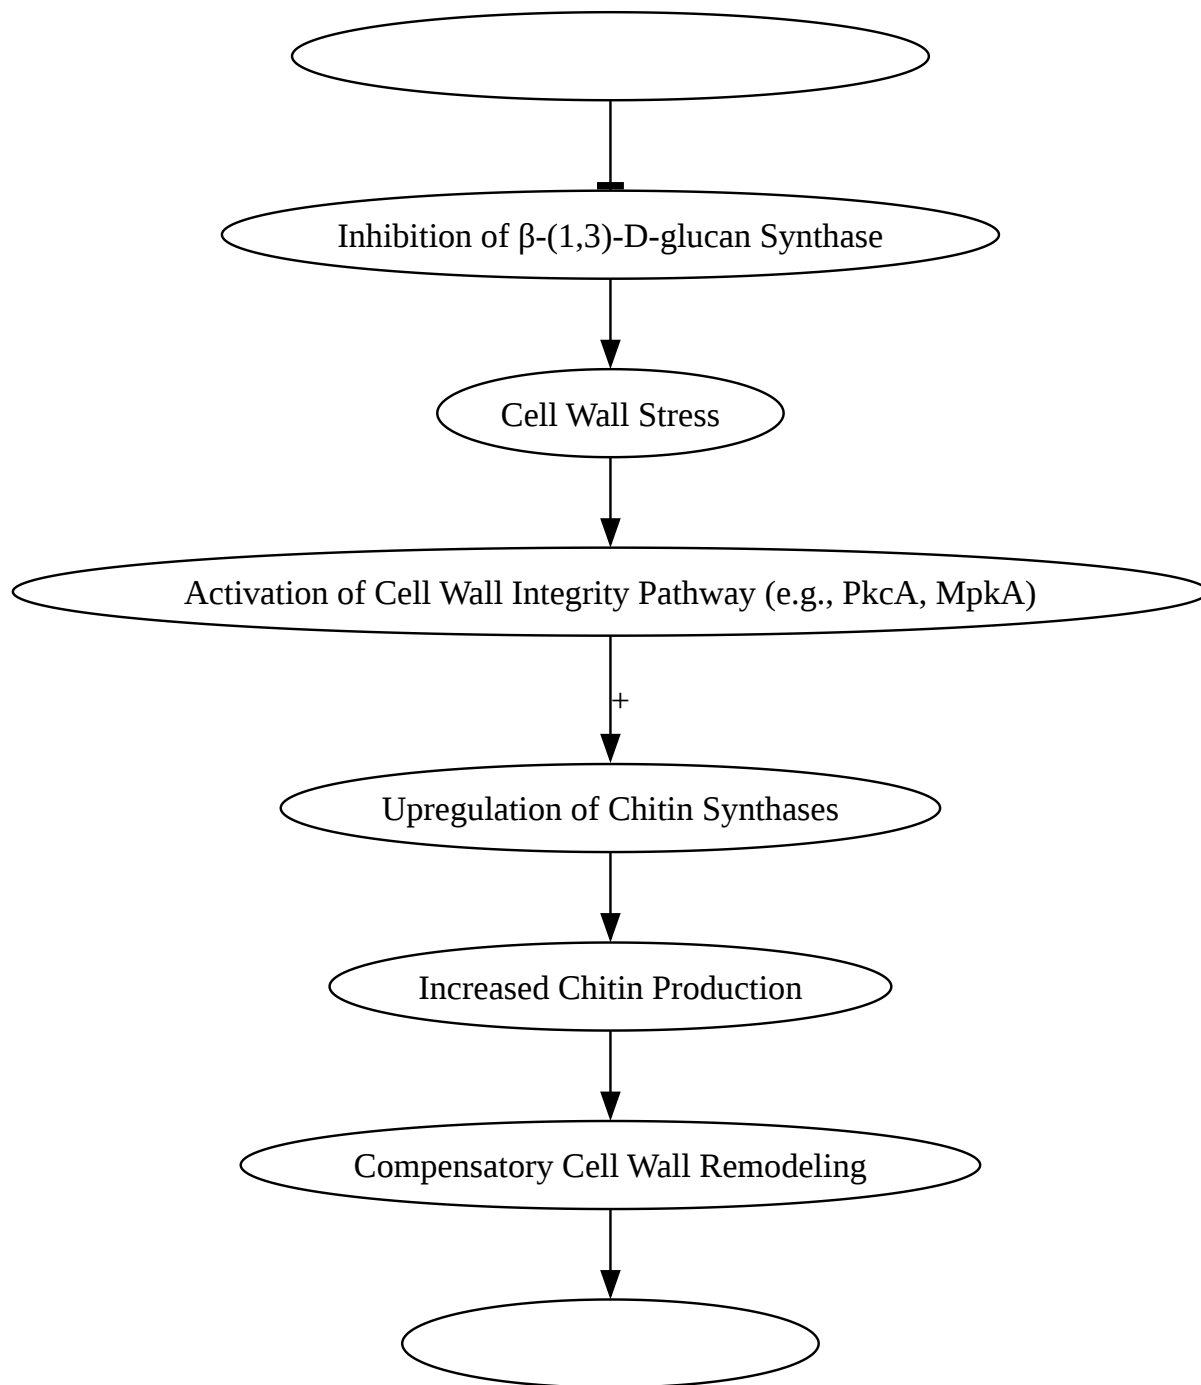 Inhibition of β-(1,3)-D-glucan Synthase
Cell Wall Stress
Activation of Cell Wall Integrity Pathway (e.g., PkcA, MpkA)
+
Upregulation of Chitin Synthases
Increased Chitin Production
Compensatory Cell Wall Remodeling